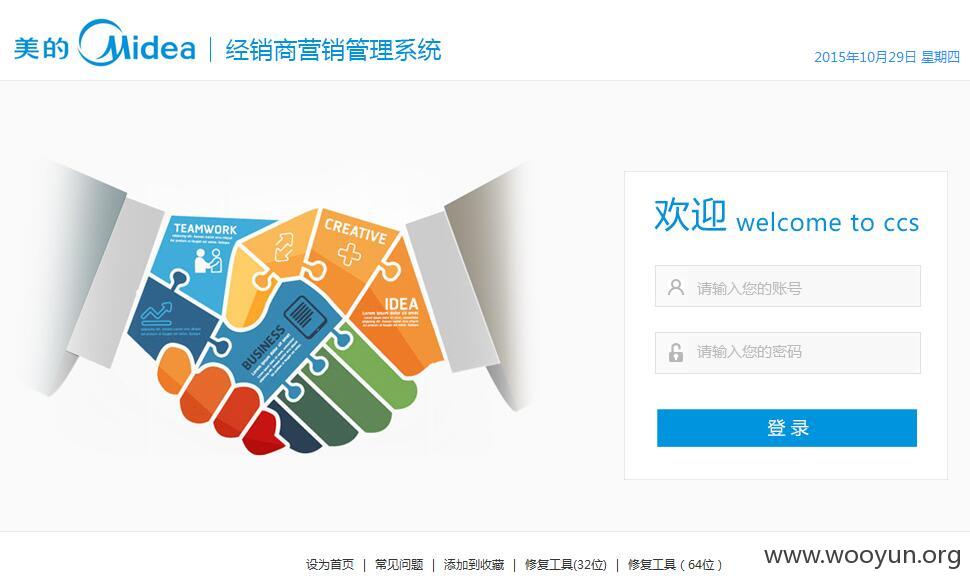 美的 Midea | 经销商营销管理系统
2015年10月29日 星期四
TEAMWORK
CREATIVE
IDEA
BUSINESS
欢迎 welcome to ccs
请输入您的账号
请输入您的密码
登 录
设为首页 | 常见问题 | 添加到收藏 | 修复工具(32位) | 修复工具（64位）
www.wooyun.org